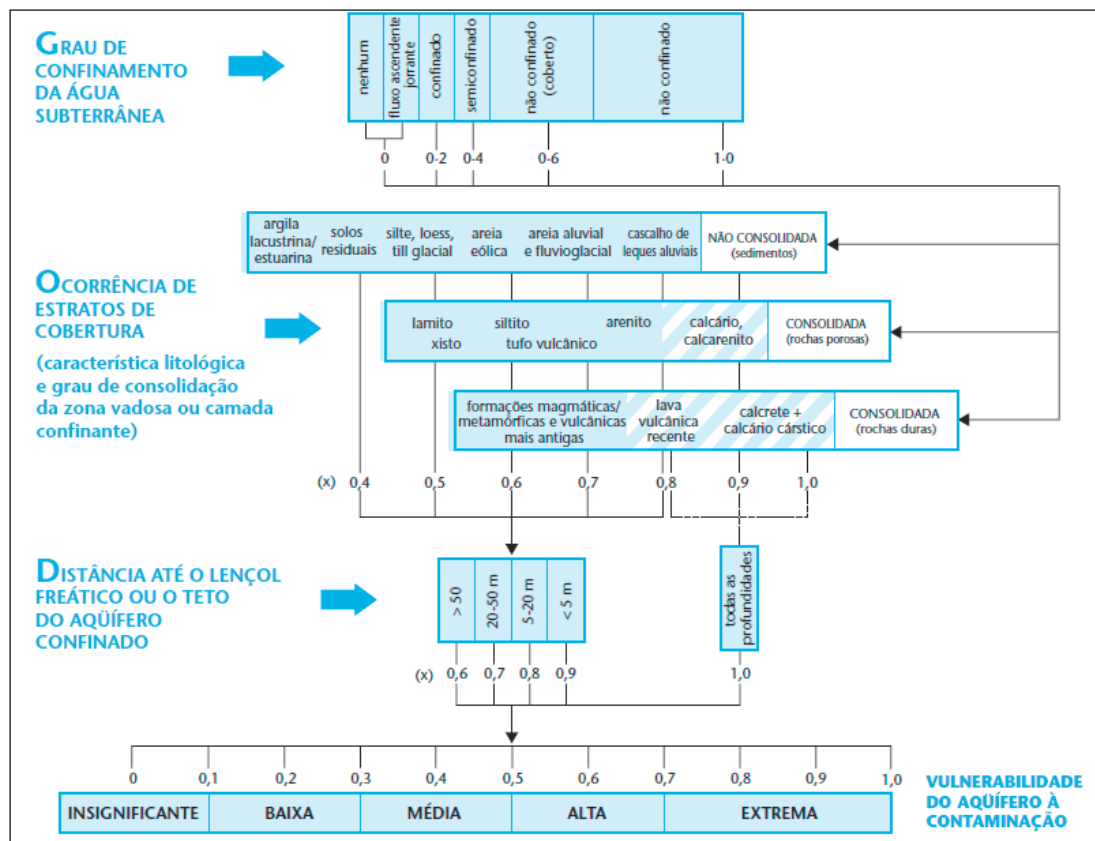 GRAU DE
CONFINAMENTO
DA ÁGUA
SUBTERRÂNEA
nenhum
fluxo ascendente
jorrante
confinado
semiconfinado
não confinado
(coberto)
não confinado
0
0-2
0-4
0-6
1-0
OCORRÊNCIA DE
ESTRATOS DE
COBERTURA
(característica litológica
e grau de consolidação
da zona vadosa ou camada
confinante)
argila
lacustrina/
estuarina
solos
residuais
silte, loess,
till glacial
areia
eólica
areia aluvial
e fluvioglacial
cascalho de
leques aluviais
NÃO CONSOLIDADA
(sedimentos)
lamito
xisto
siltito
tufo vulcânico
arenito
calcário,
calcarenito
CONSOLIDADA
(rochas porosas)
formações magmáticas/
metamórficas e vulcânicas
mais antigas
lava
vulcânica
recente
calcrete +
calcário cárstico
CONSOLIDADA
(rochas duras)
(x) 0,4 0,5 0,6 0,7 0,8 0,9 1,0
DISTÂNCIA ATÉ O LENÇOL
FREÁTICO OU O TETO
DO AQÜÍFERO
CONFINADO
> 50
20-50 m
5-20 m
< 5 m
todas as
profundidades
(x) 0,6 0,7 0,8 0,9 1,0
0 0,1 0,2 0,3 0,4 0,5 0,6 0,7 0,8 0,9 1,0
INSIGNIFICANTE BAIXA MÉDIA ALTA EXTREMA
VULNERABILIDADE
DO AQÜÍFERO À
CONTAMINAÇÃO